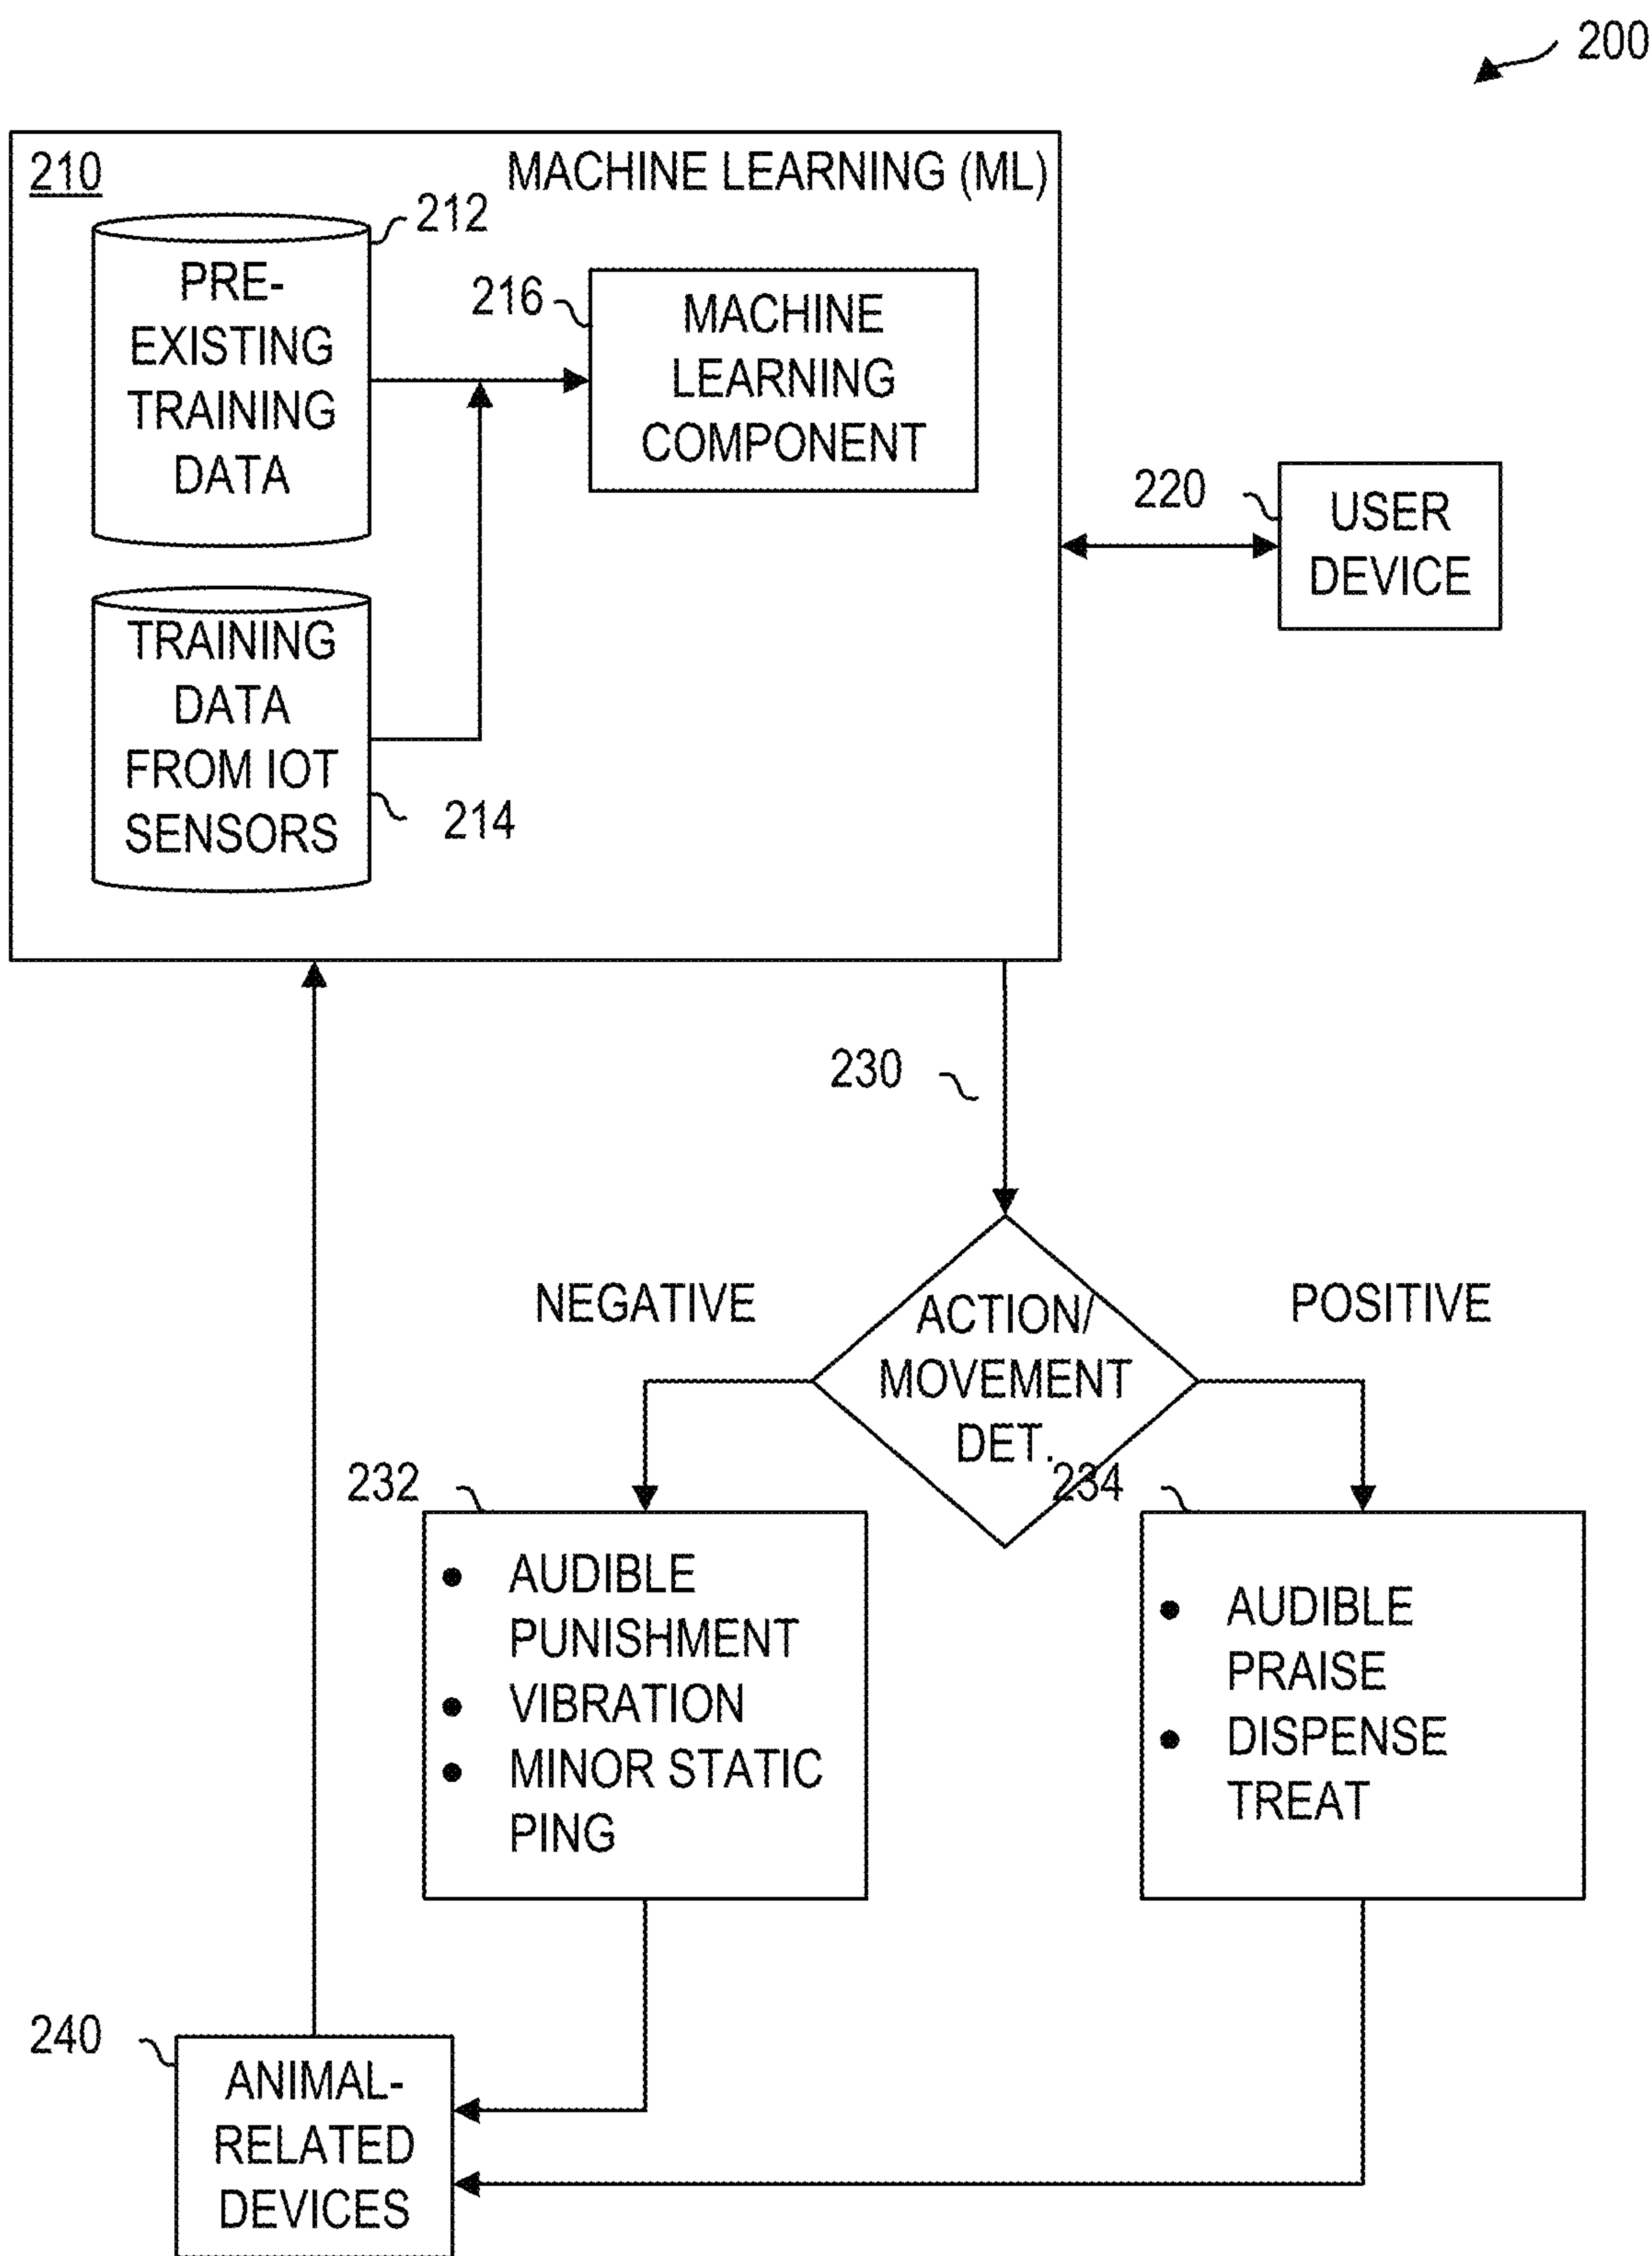 200
210
MACHINE LEARNING (ML)
212
PRE-
EXISTING
TRAINING
DATA
216
MACHINE
LEARNING
COMPONENT
220
USER
DEVICE
TRAINING
DATA
FROM IOT
SENSORS
214
230
NEGATIVE
POSITIVE
ACTION/
MOVEMENT
DET.
232
234
● AUDIBLE
PUNISHMENT
● VIBRATION
● MINOR STATIC
PING
● AUDIBLE
PRAISE
● DISPENSE
TREAT
240
ANIMAL-
RELATED
DEVICES